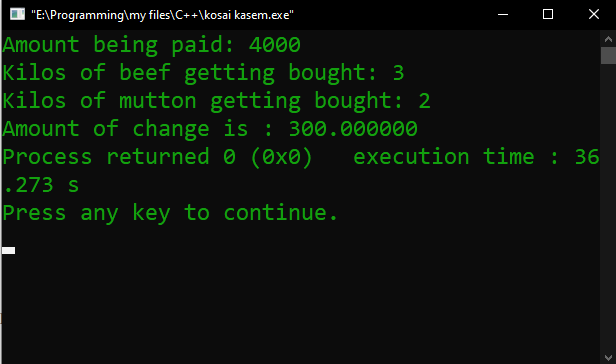 "E:\Programming\my files\C++\kosai kasem.exe"
Amount being paid: 4000
Kilos of beef getting bought: 3
Kilos of mutton getting bought: 2
Amount of change is : 300.000000
Process returned 0 (0x0)   execution time : 36
.273 s
Press any key to continue.